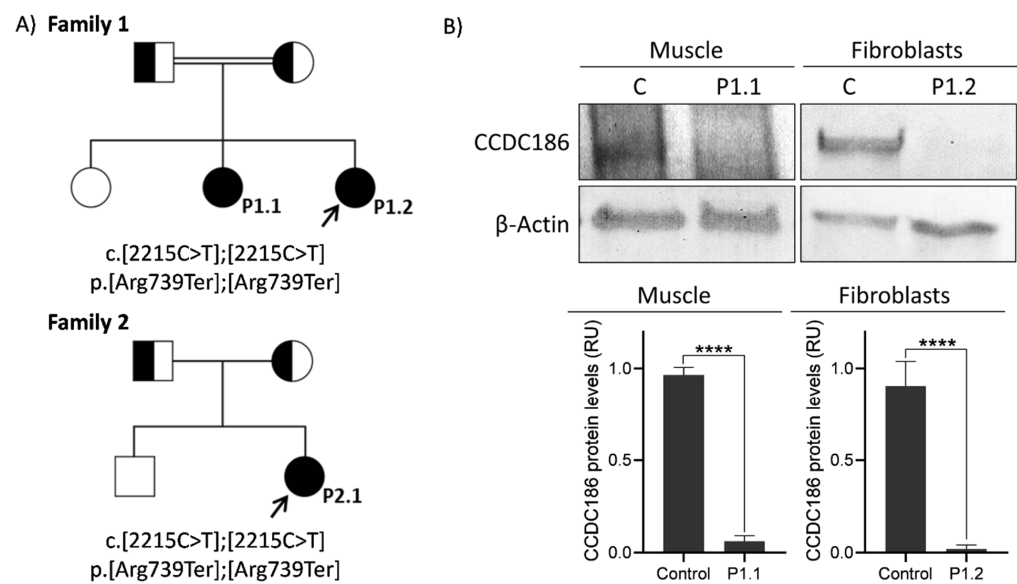 A) Family 1
P1.1
P1.2
c.[2215C>T];[2215C>T]
p.[Arg739Ter];[Arg739Ter]
Family 2
P2.1
c.[2215C>T];[2215C>T]
p.[Arg739Ter];[Arg739Ter]
B)
Muscle Fibroblasts
C P1.1 C P1.2
CCDC186
β-Actin
Muscle
CCDC186 protein levels (RU)
1.0
0.5
0.0
****
Control P1.1
Fibroblasts
CCDC186 protein levels (RU)
1.0
0.5
0.0
****
Control P1.2